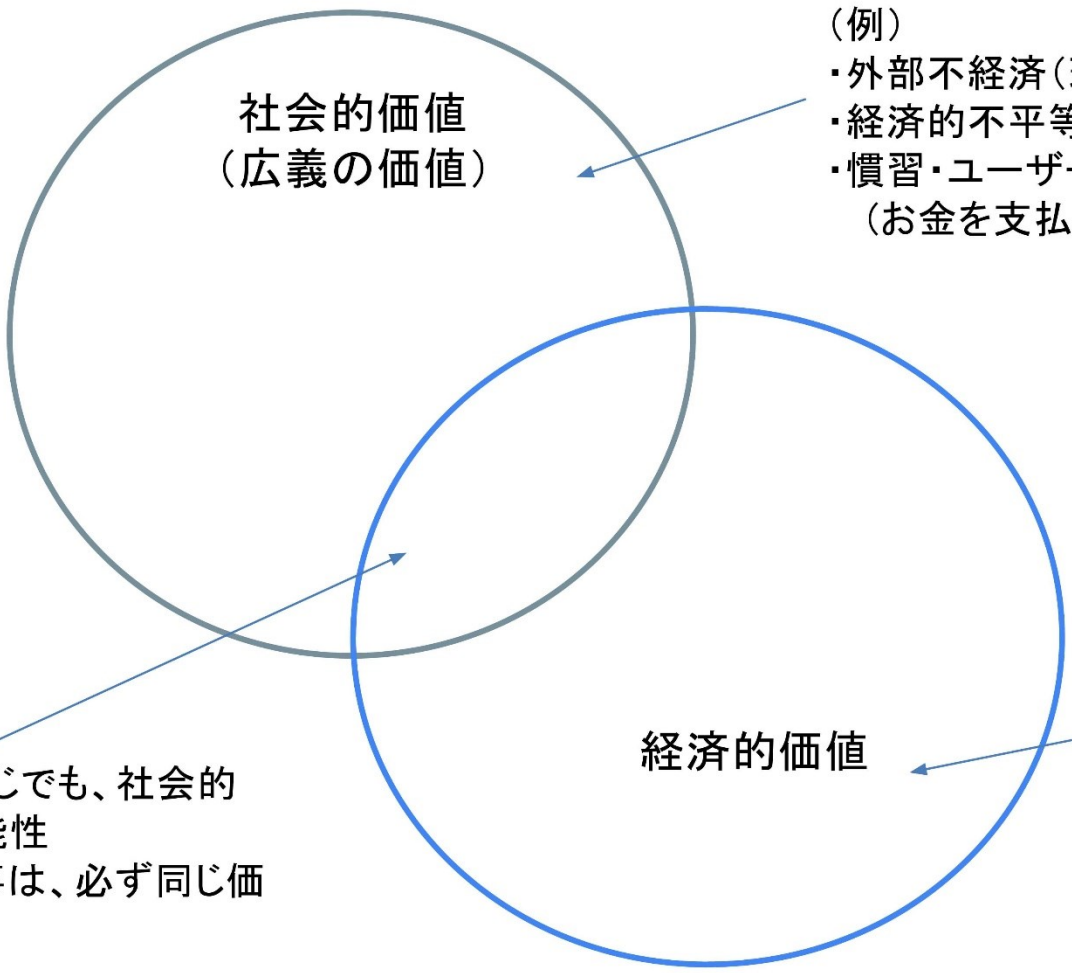 (例)
・外部不経済(
・経済的不平等
・慣習・ユーザ
(お金を支払
社会的価値
(広義の価値)
経済的価値
じでも、社会的
能性
は、必ず同じ価